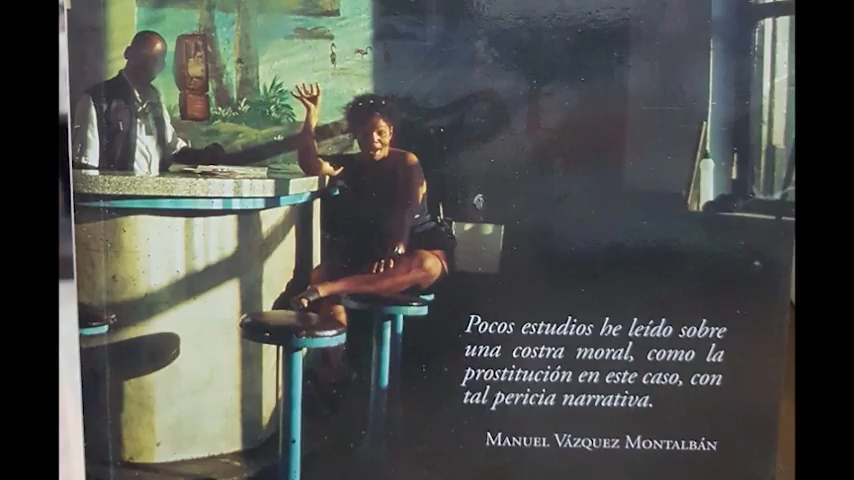 Pocos estudios he leído sobre
una costra moral, como la
prostitución en este caso, con
tal pericia narrativa.
Manuel Vázquez Montalbán